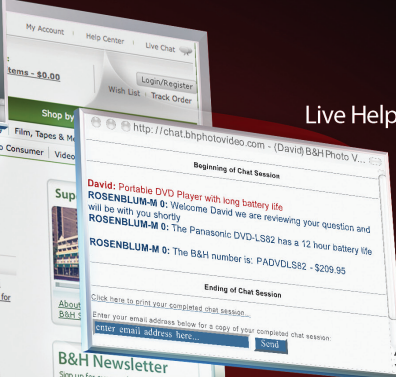 My Account
Help Center
Live Chat
tems - $0.00
Login/Register
Wish List
Track Order
Shop by
Film, Tapes & M
o Consumer
Video
Live Help
http://chat.bhphotovideo.com - (David) B&H Photo V...
Beginning of Chat Session
David: Portable DVD Player with long battery life
ROSENBLUM-M 0: Welcome David we are reviewing your question and
will be with you shortly
ROSENBLUM-M 0: The Panasonic DVD-LS82 has a 12 hour battery life
ROSENBLUM-M 0: The B&H number is: PADVDLS82 - $209.95
Ending of Chat Session
Click here to print your completed chat session...
Enter your email address below for a copy of your completed chat session:
enter email address here...
Send
Sup
for
About
B&H S
B&H Newsletter
Sign up for